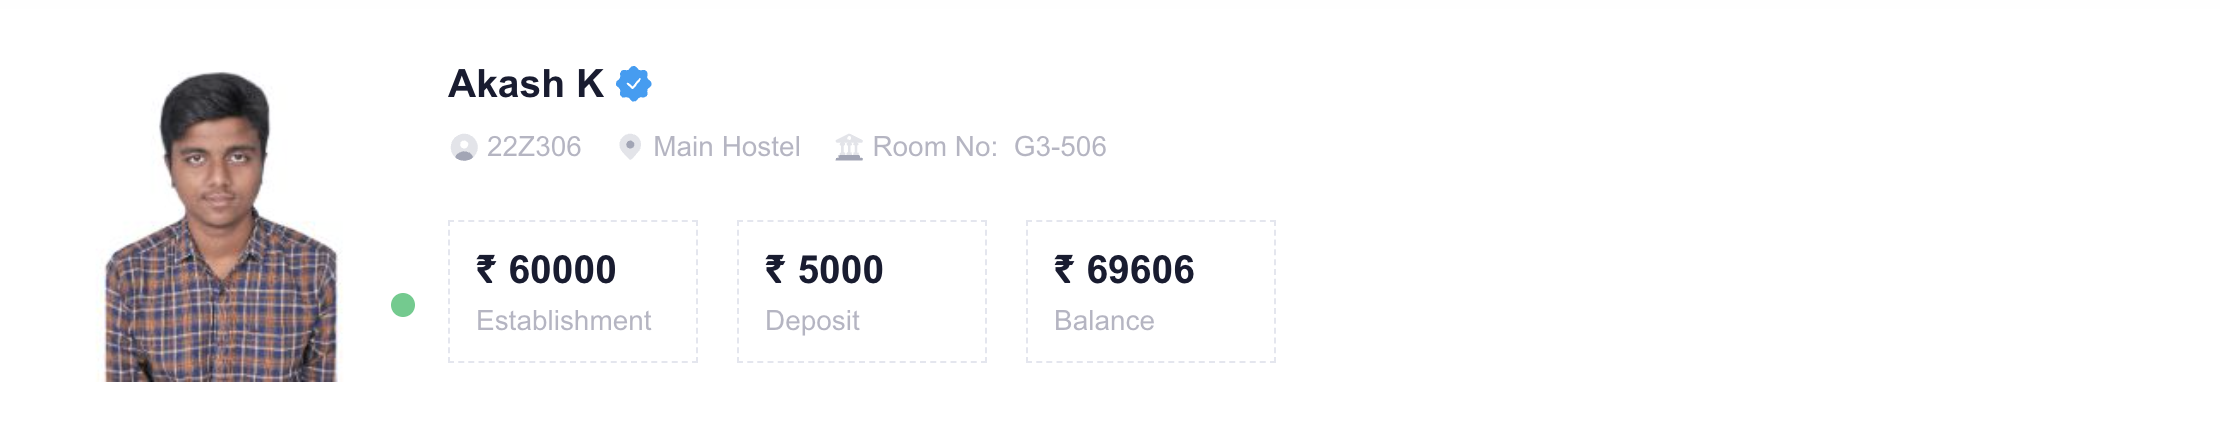 Akash K
22Z306 Main Hostel Room No: G3-506
₹ 60000 ₹ 5000 ₹ 69606
Establishment Deposit Balance